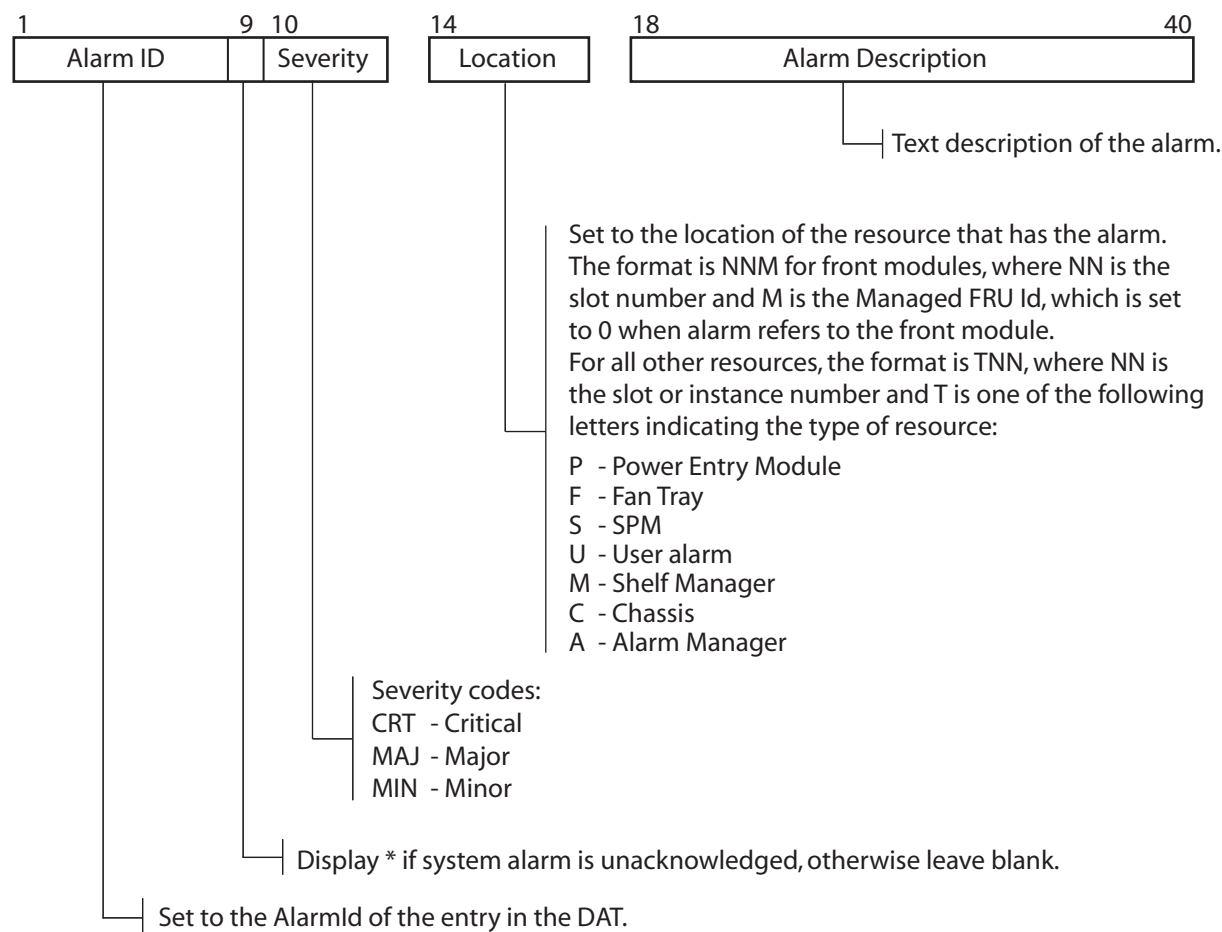 1 9 10 14 18 40
Alarm ID Severity Location Alarm Description
Text description of the alarm.
Set to the location of the resource that has the alarm.
The format is NNM for front modules, where NN is the
slot number and M is the Managed FRU Id, which is set
to 0 when alarm refers to the front module.
For all other resources, the format is TNN, where NN is
the slot or instance number and T is one of the following
letters indicating the type of resource:
P - Power Entry Module
F - Fan Tray
S - SPM
U - User alarm
M - Shelf Manager
C - Chassis
A - Alarm Manager
Severity codes:
CRT - Critical
MAJ - Major
MIN - Minor
Display * if system alarm is unacknowledged, otherwise leave blank.
Set to the AlarmId of the entry in the DAT.